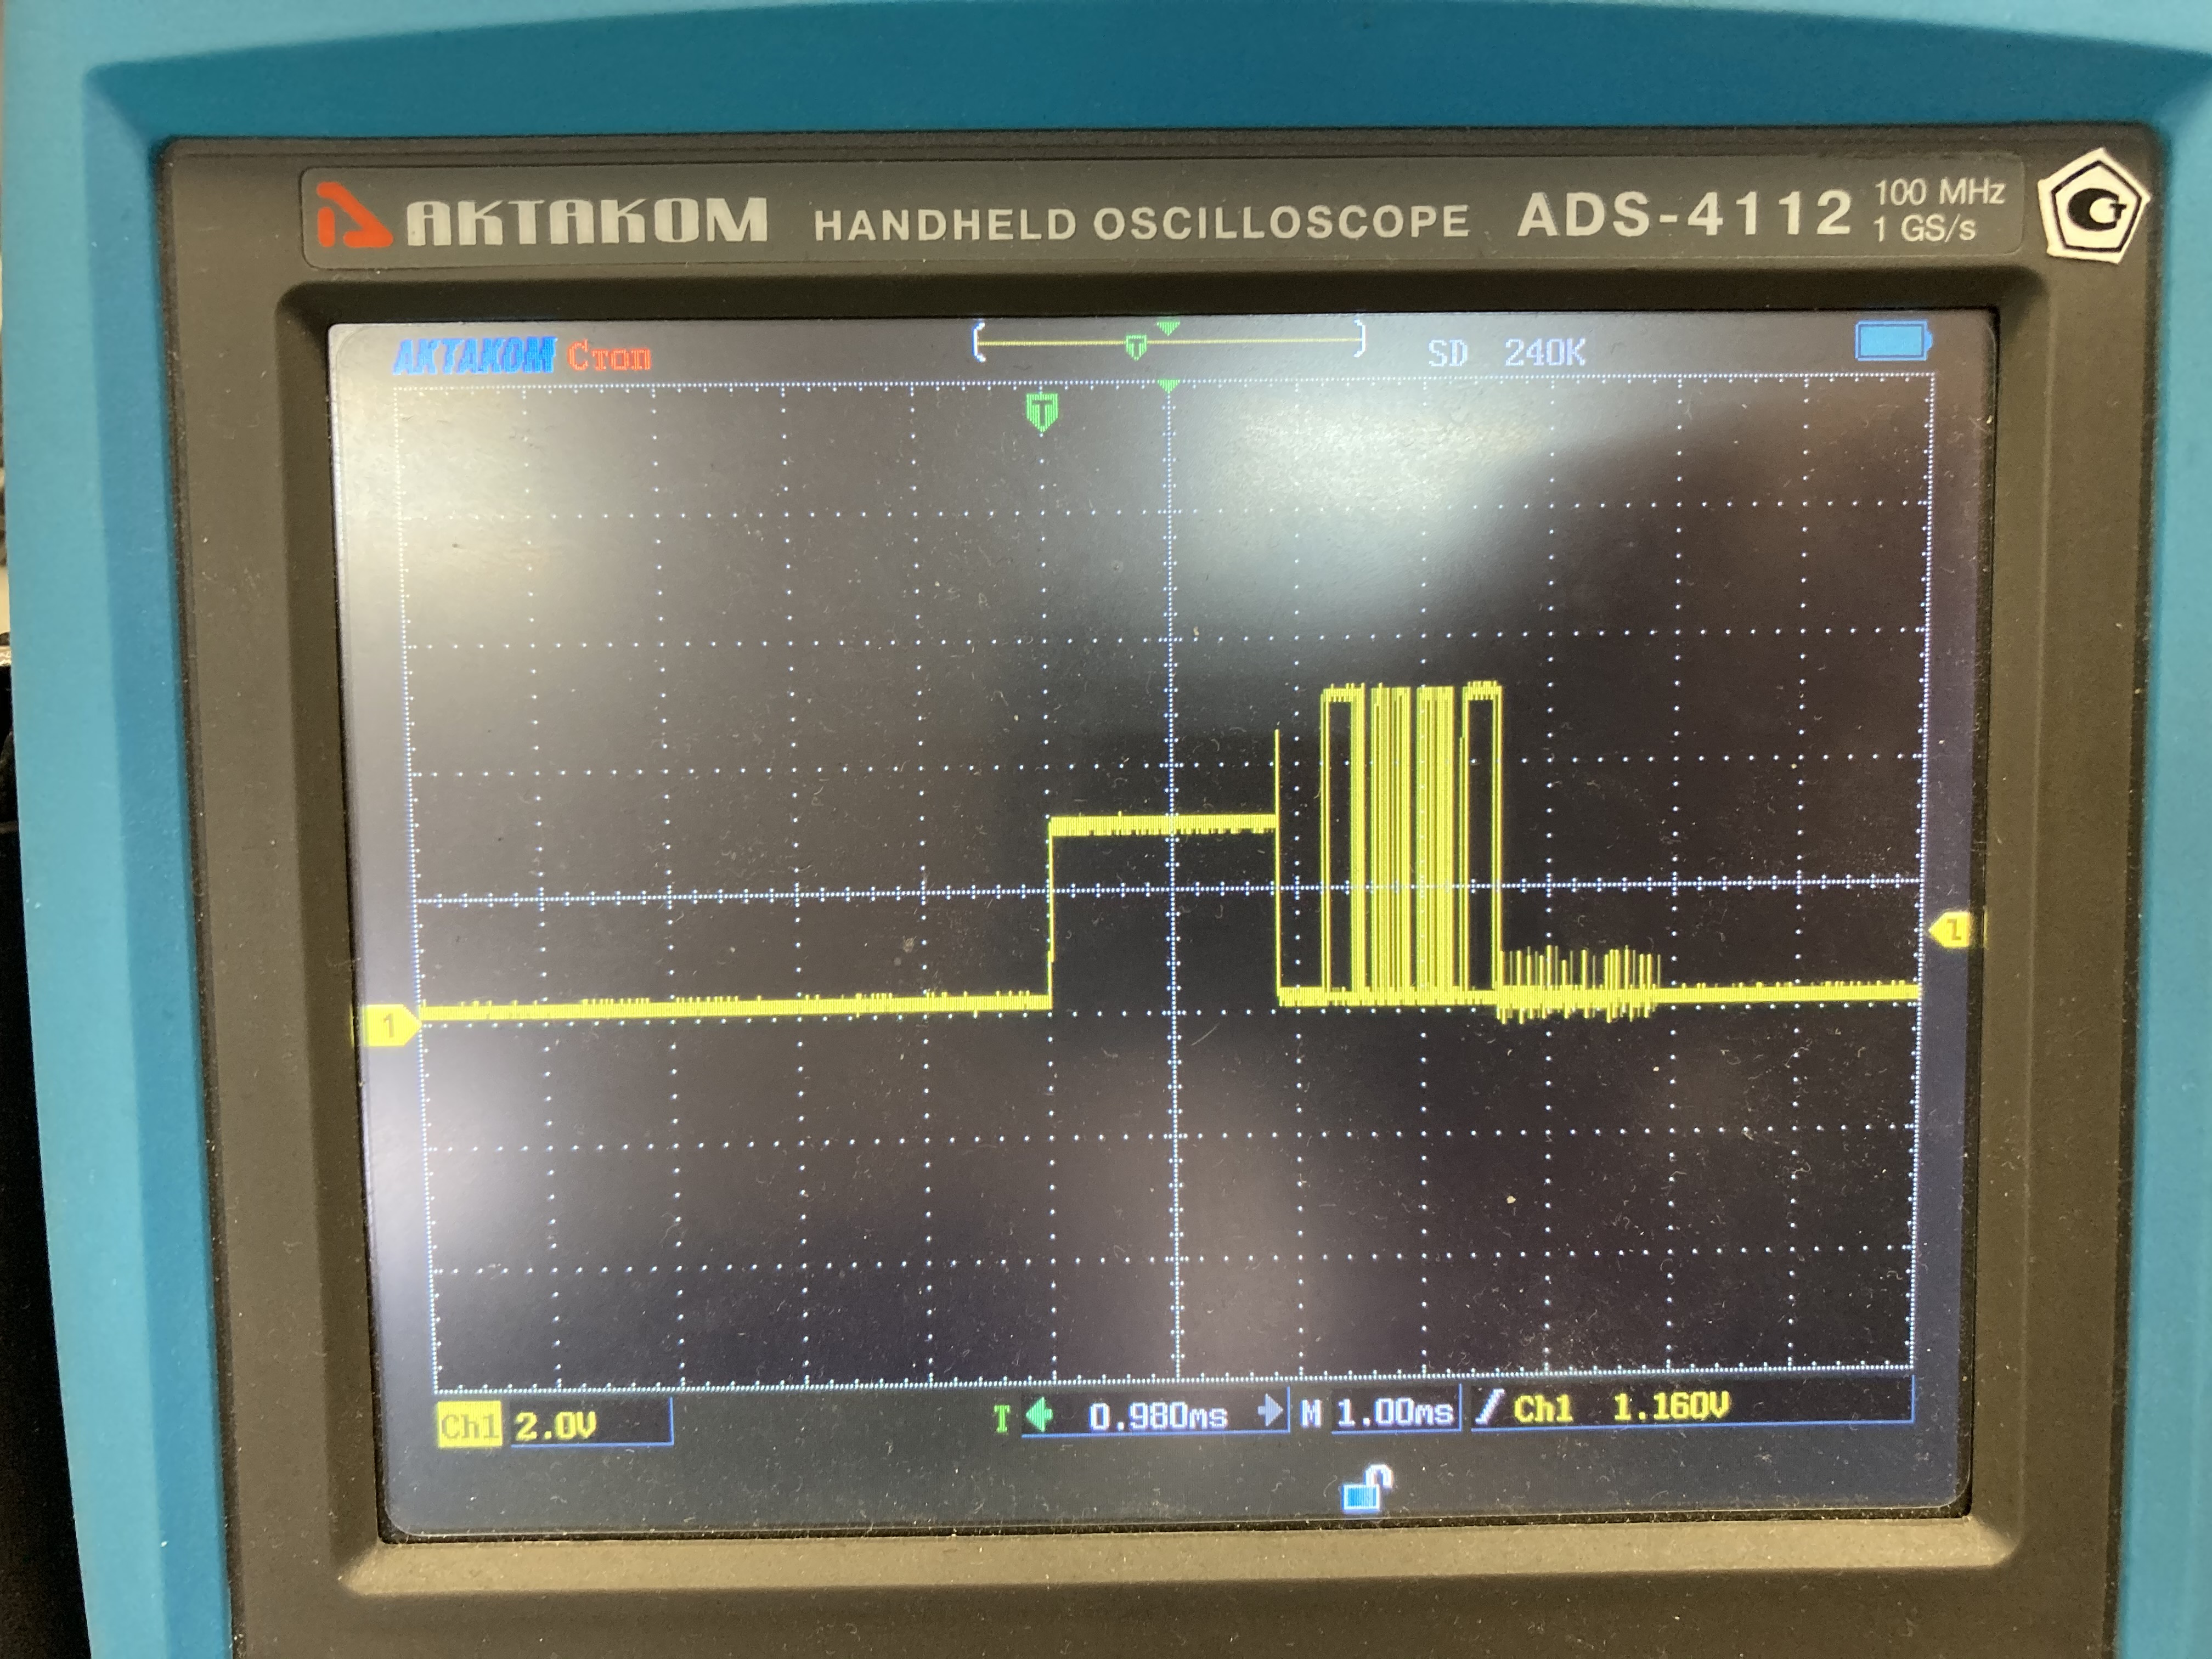 AKTAKOM HANDHELD OSCILLOSCOPE ADS-4112 100 MHz
1 GS/s
AKTAKOM Стоп T SD 240K
T
1
Ch1 2.0V T 0.980ms M 1.00ms Ch1 1.160V